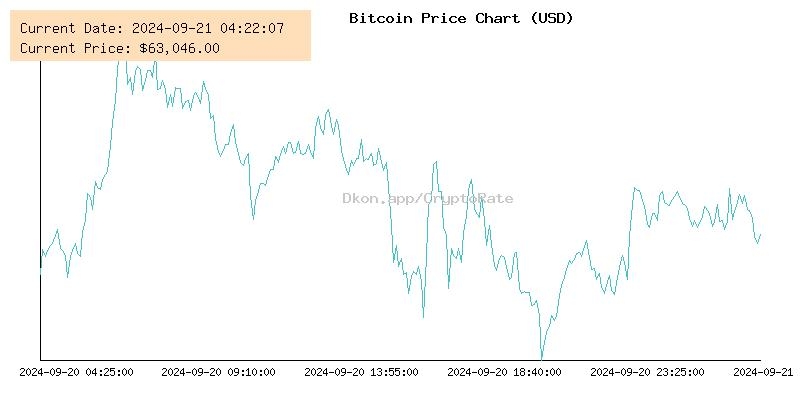 Bitcoin Price Chart (USD)
Current Date: 2024-09-21 04:22:07
Current Price: $63,046.00
Dkon.app/CryptoRate
2024-09-20 04:25:00 2024-09-20 09:10:00 2024-09-20 13:55:00 2024-09-20 18:40:00 2024-09-20 23:25:00 2024-09-21